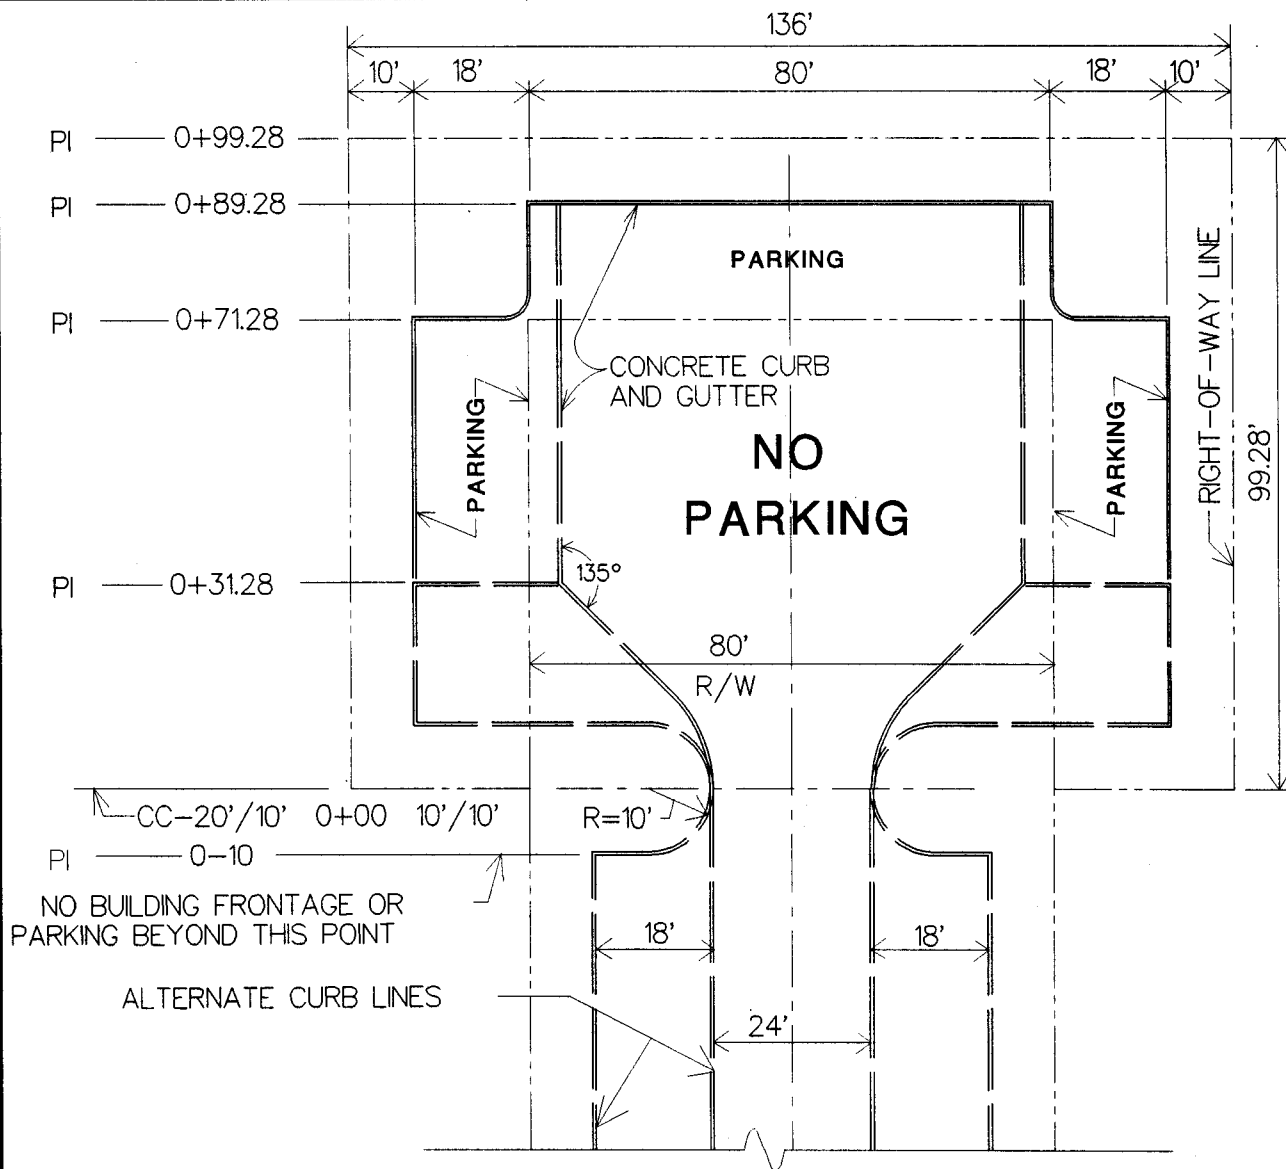 136'
10' 18' 80' 18' 10'
PI 0+99.28
PI 0+89.28
PARKING
PI 0+71.28
RIGHT-OF-WAY LINE
99.28'
CONCRETE CURB
AND GUTTER
PARKING
PARKING
NO
PARKING
135°
PI 0+31.28
80'
R/W
CC-20'/10' 0+00 10'/10'
R=10'
PI 0-10
NO BUILDING FRONTAGE OR
PARKING BEYOND THIS POINT
18' 18'
ALTERNATE CURB LINES
24'